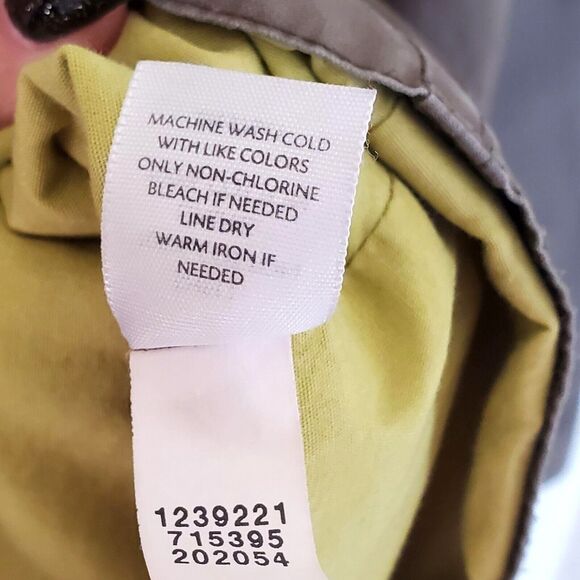 MACHINE WASH COLD
WITH LIKE COLORS
ONLY NON-CHLORINE
BLEACH IF NEEDED
LINE DRY
WARM IRON IF
NEEDED
1239221
715395
202054